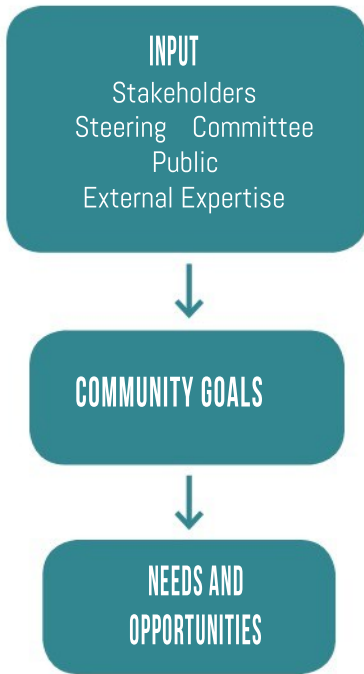 INPUT
Stakeholders
Steering Committee
Public
External Expertise
COMMUNITY GOALS
NEEDS AND
OPPORTUNITIES